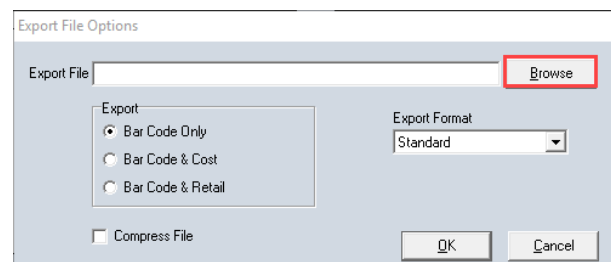 Export File Options
Export File Browse
Export
Bar Code Only
Bar Code & Cost
Bar Code & Retail
Export Format
Standard
Compress File
OK Cancel